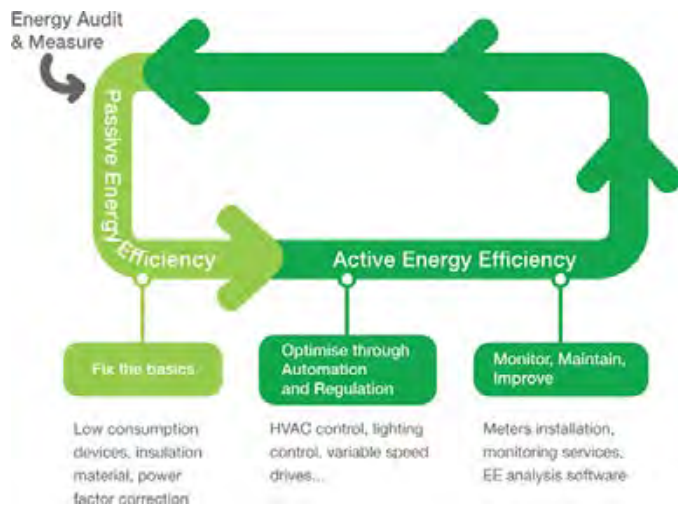 Energy Audit
& Measure
Passive Energy Efficiency
Active Energy Efficiency
Fix the basics
Low consumption
devices, insulation
material, power
factor correction
Optimise through
Automation
and Regulation
HVAC control, lighting
control, variable speed
drives...
Monitor, Maintain,
Improve
Meters installation,
monitoring services,
EE analysis software